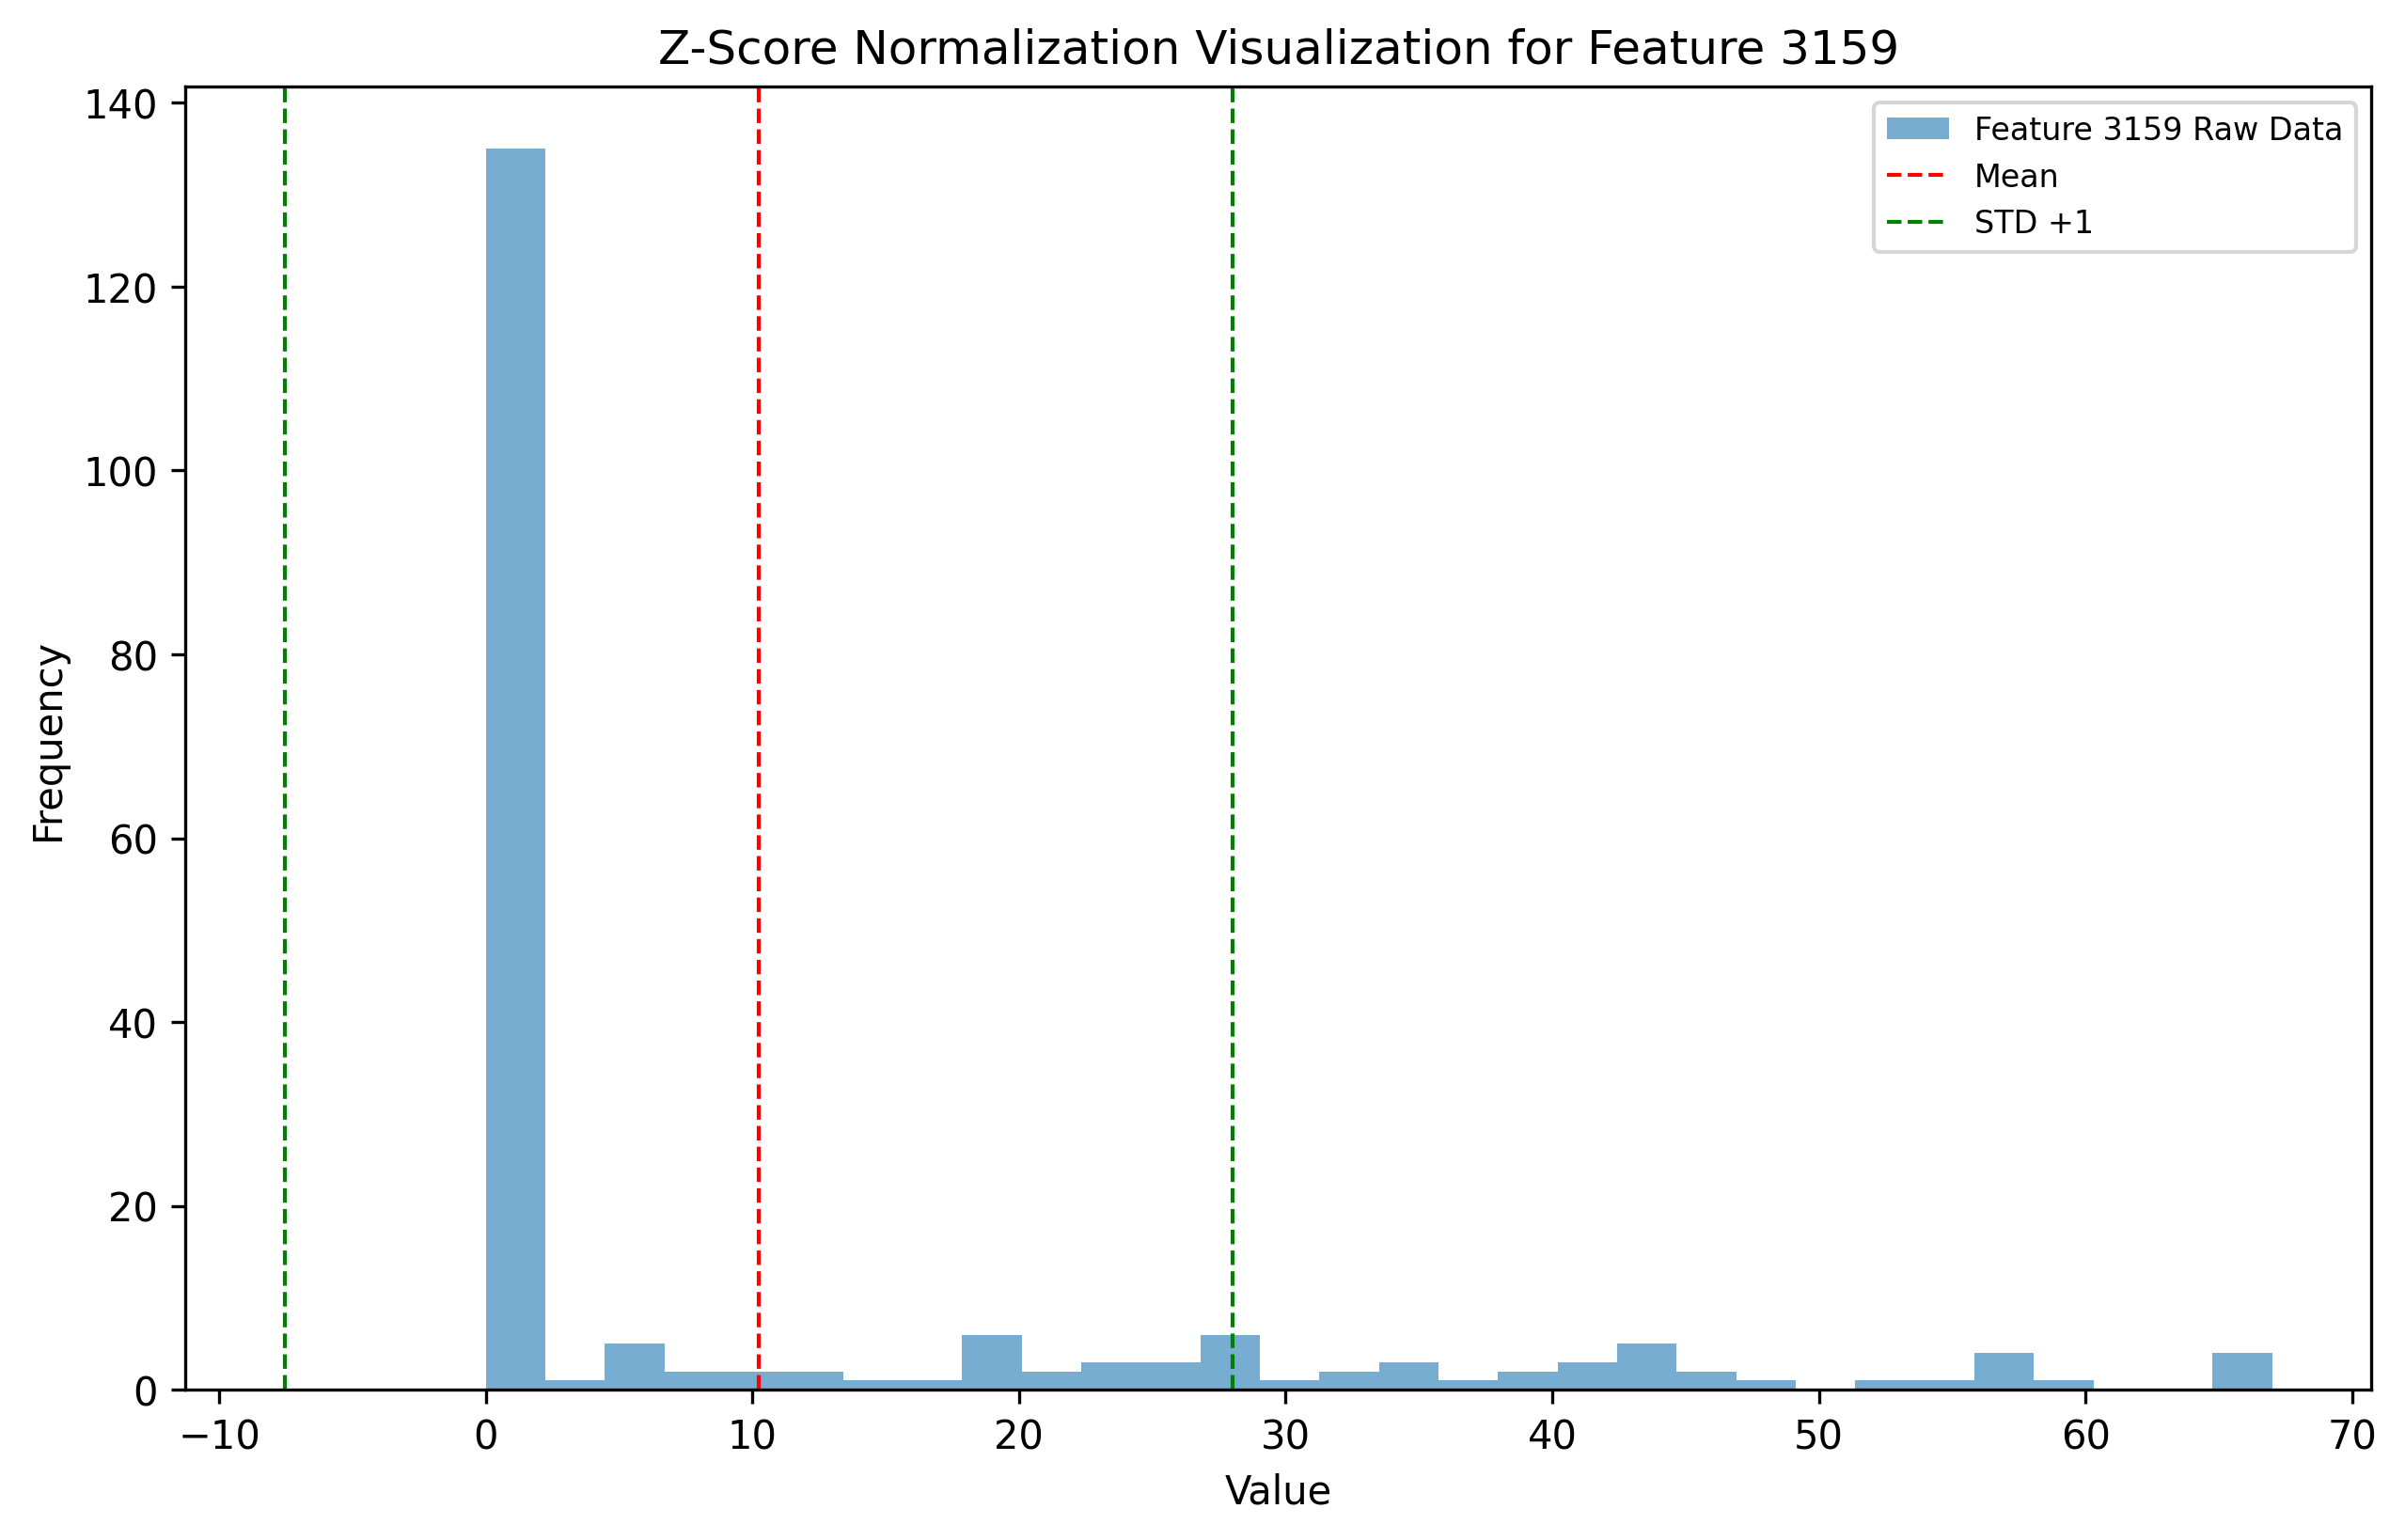 Z-Score Normalization Visualization for Feature 3159
Feature 3159 Raw Data
Mean
STD +1
140
120
100
80
60
40
20
0
Frequency
−10 0 10 20 30 40 50 60 70
Value